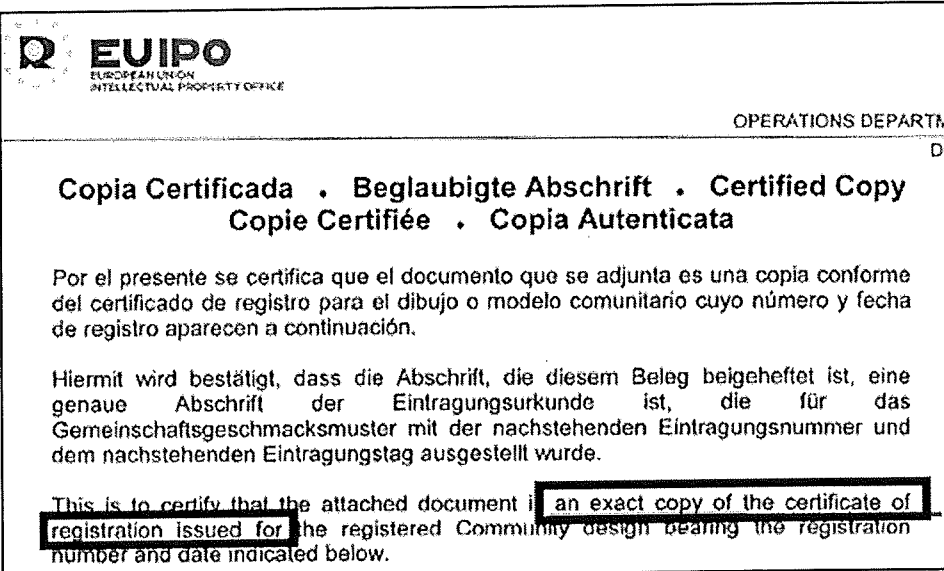 EUIPO
EUROPEAN UNION
INTELLECTUAL PROPERTY OFFICE
OPERATIONS DEPARTM
D
Copia Certificada . Beglaubigte Abschrift . Certified Copy
Copie Certifiée . Copia Autenticata
Por el presente se certifica que el documento que se adjunta es una copia conforme
del certificado de registro para el dibujo o modelo comunitario cuyo número y fecha
de registro aparecen a continuación.
Hiermit wird bestätigt, dass die Abschrift, die diesem Beleg beigeheftet ist, eine
genaue Abschrift der Eintragungsurkunde ist, die für das
Gemeinschaftsgeschmacksmuster mit der nachstehenden Eintragungsnummer und
dem nachstehenden Eintragungstag ausgestellt wurde.
This is to certify that the attached document i an exact copy of the certificate of
registration issued for the registered Community design bearing the registration
number and date indicated below.